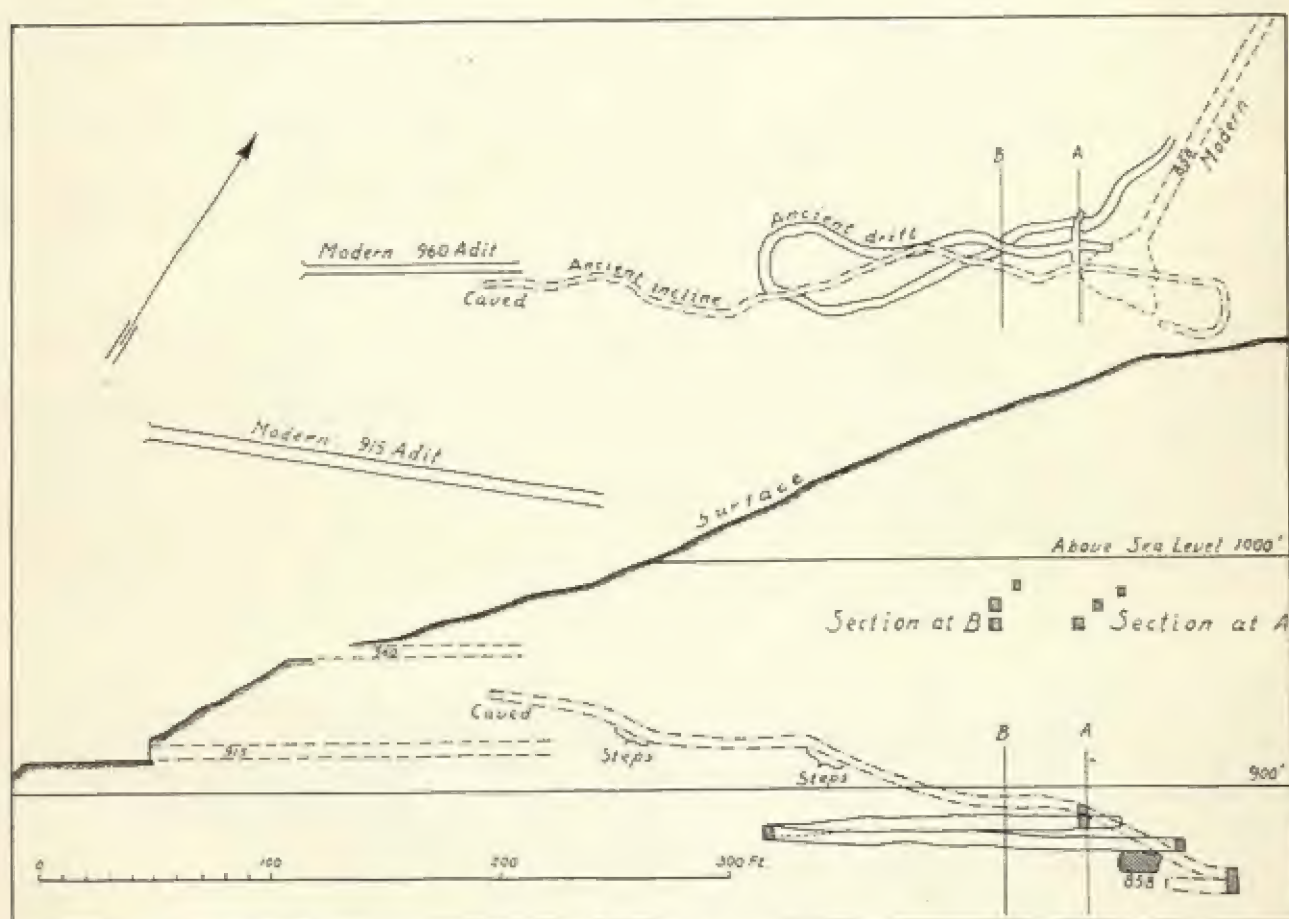 B
A
858
Modern
Ancient drift
Modern 960 Adit
Ancient incline
Caved
Modern 915 Adit
Surface
Above Sea Level 1000'
Section at B
Section at A
Caved
915
Steps
B
A
Steps
900'
0 100 200 300 Ft.
858